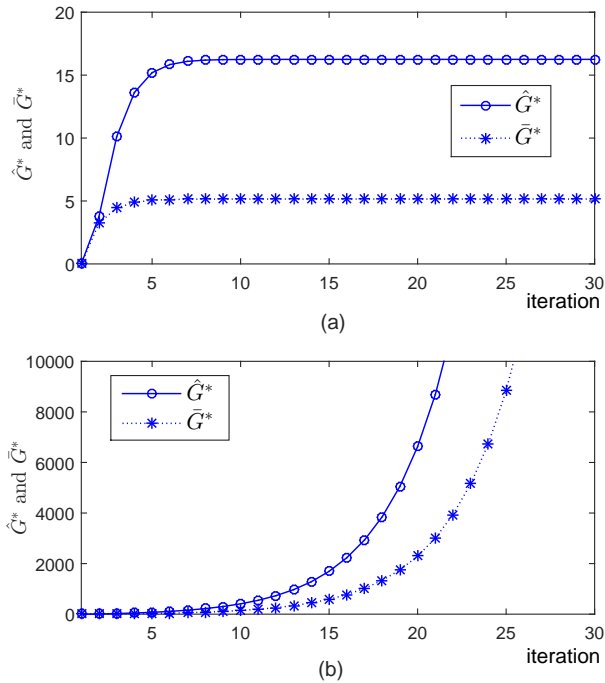 20
15
10
5
0
Ĝ* and Ḡ*
Ĝ*
Ḡ*
5 10 15 20 25 30
iteration
(a)
10000
8000
6000
4000
2000
0
Ĝ* and Ḡ*
Ĝ*
Ḡ*
5 10 15 20 25 30
iteration
(b)